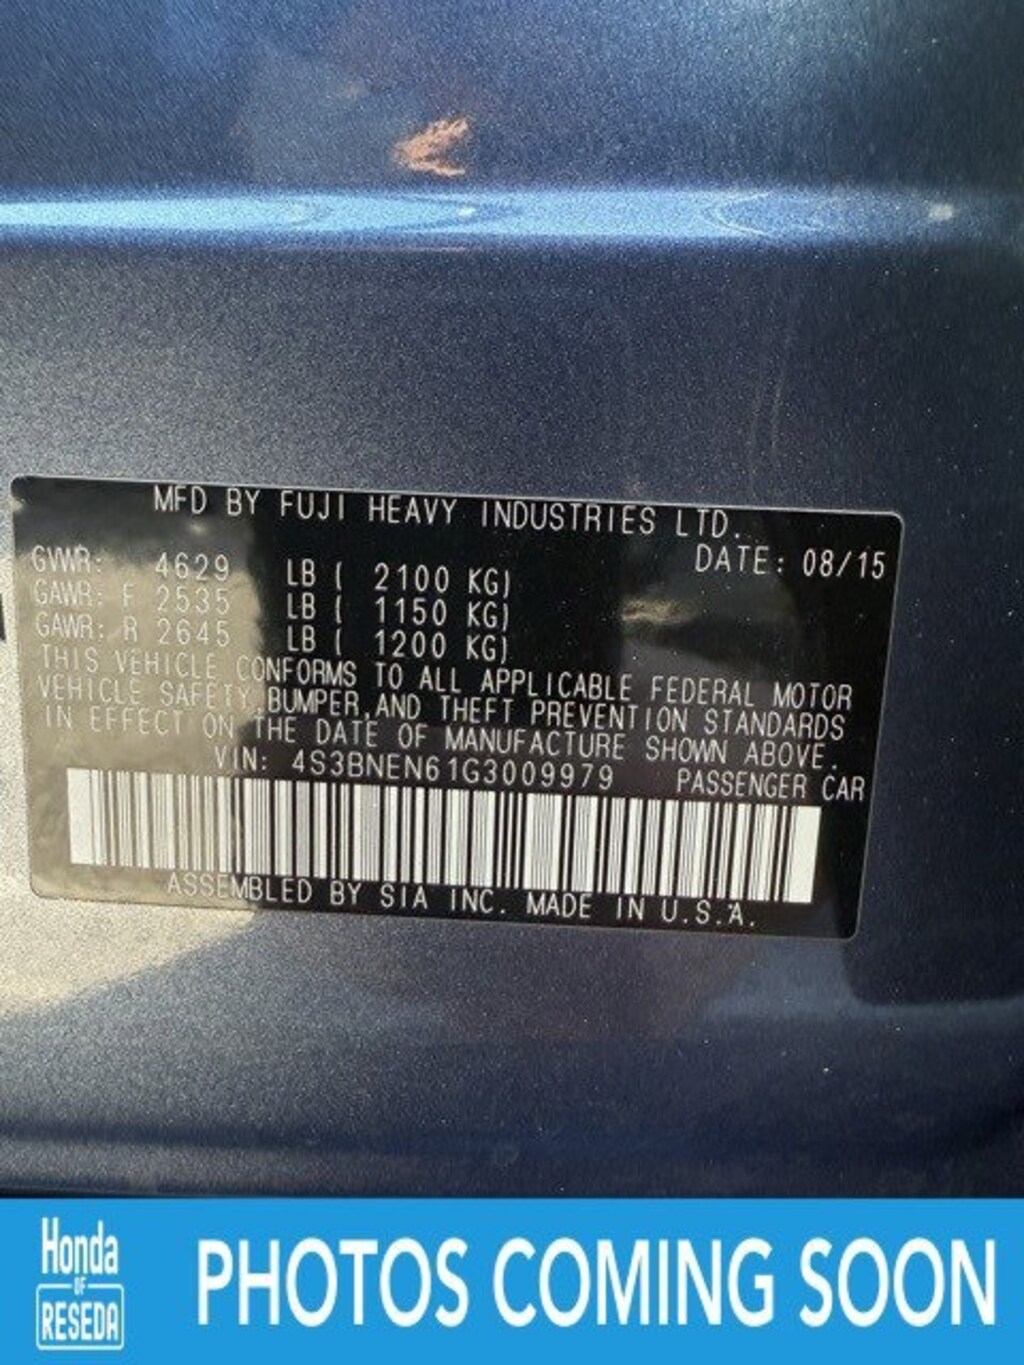 MFD BY FUJI HEAVY INDUSTRIES LTD.
DATE: 08/15
GVWR: 4629 LB ( 2100 KG)
GAWR: F 2535 LB ( 1150 KG)
GAWR: R 2645 LB ( 1200 KG)
THIS VEHICLE CONFORMS TO ALL APPLICABLE FEDERAL MOTOR
VEHICLE SAFETY,BUMPER,AND THEFT PREVENTION STANDARDS
IN EFFECT ON THE DATE OF MANUFACTURE SHOWN ABOVE.
VIN: 4S3BNEN61G3009979 PASSENGER CAR
ASSEMBLED BY SIA INC. MADE IN U.S.A.
Honda
OF
RESEDA
PHOTOS COMING SOON